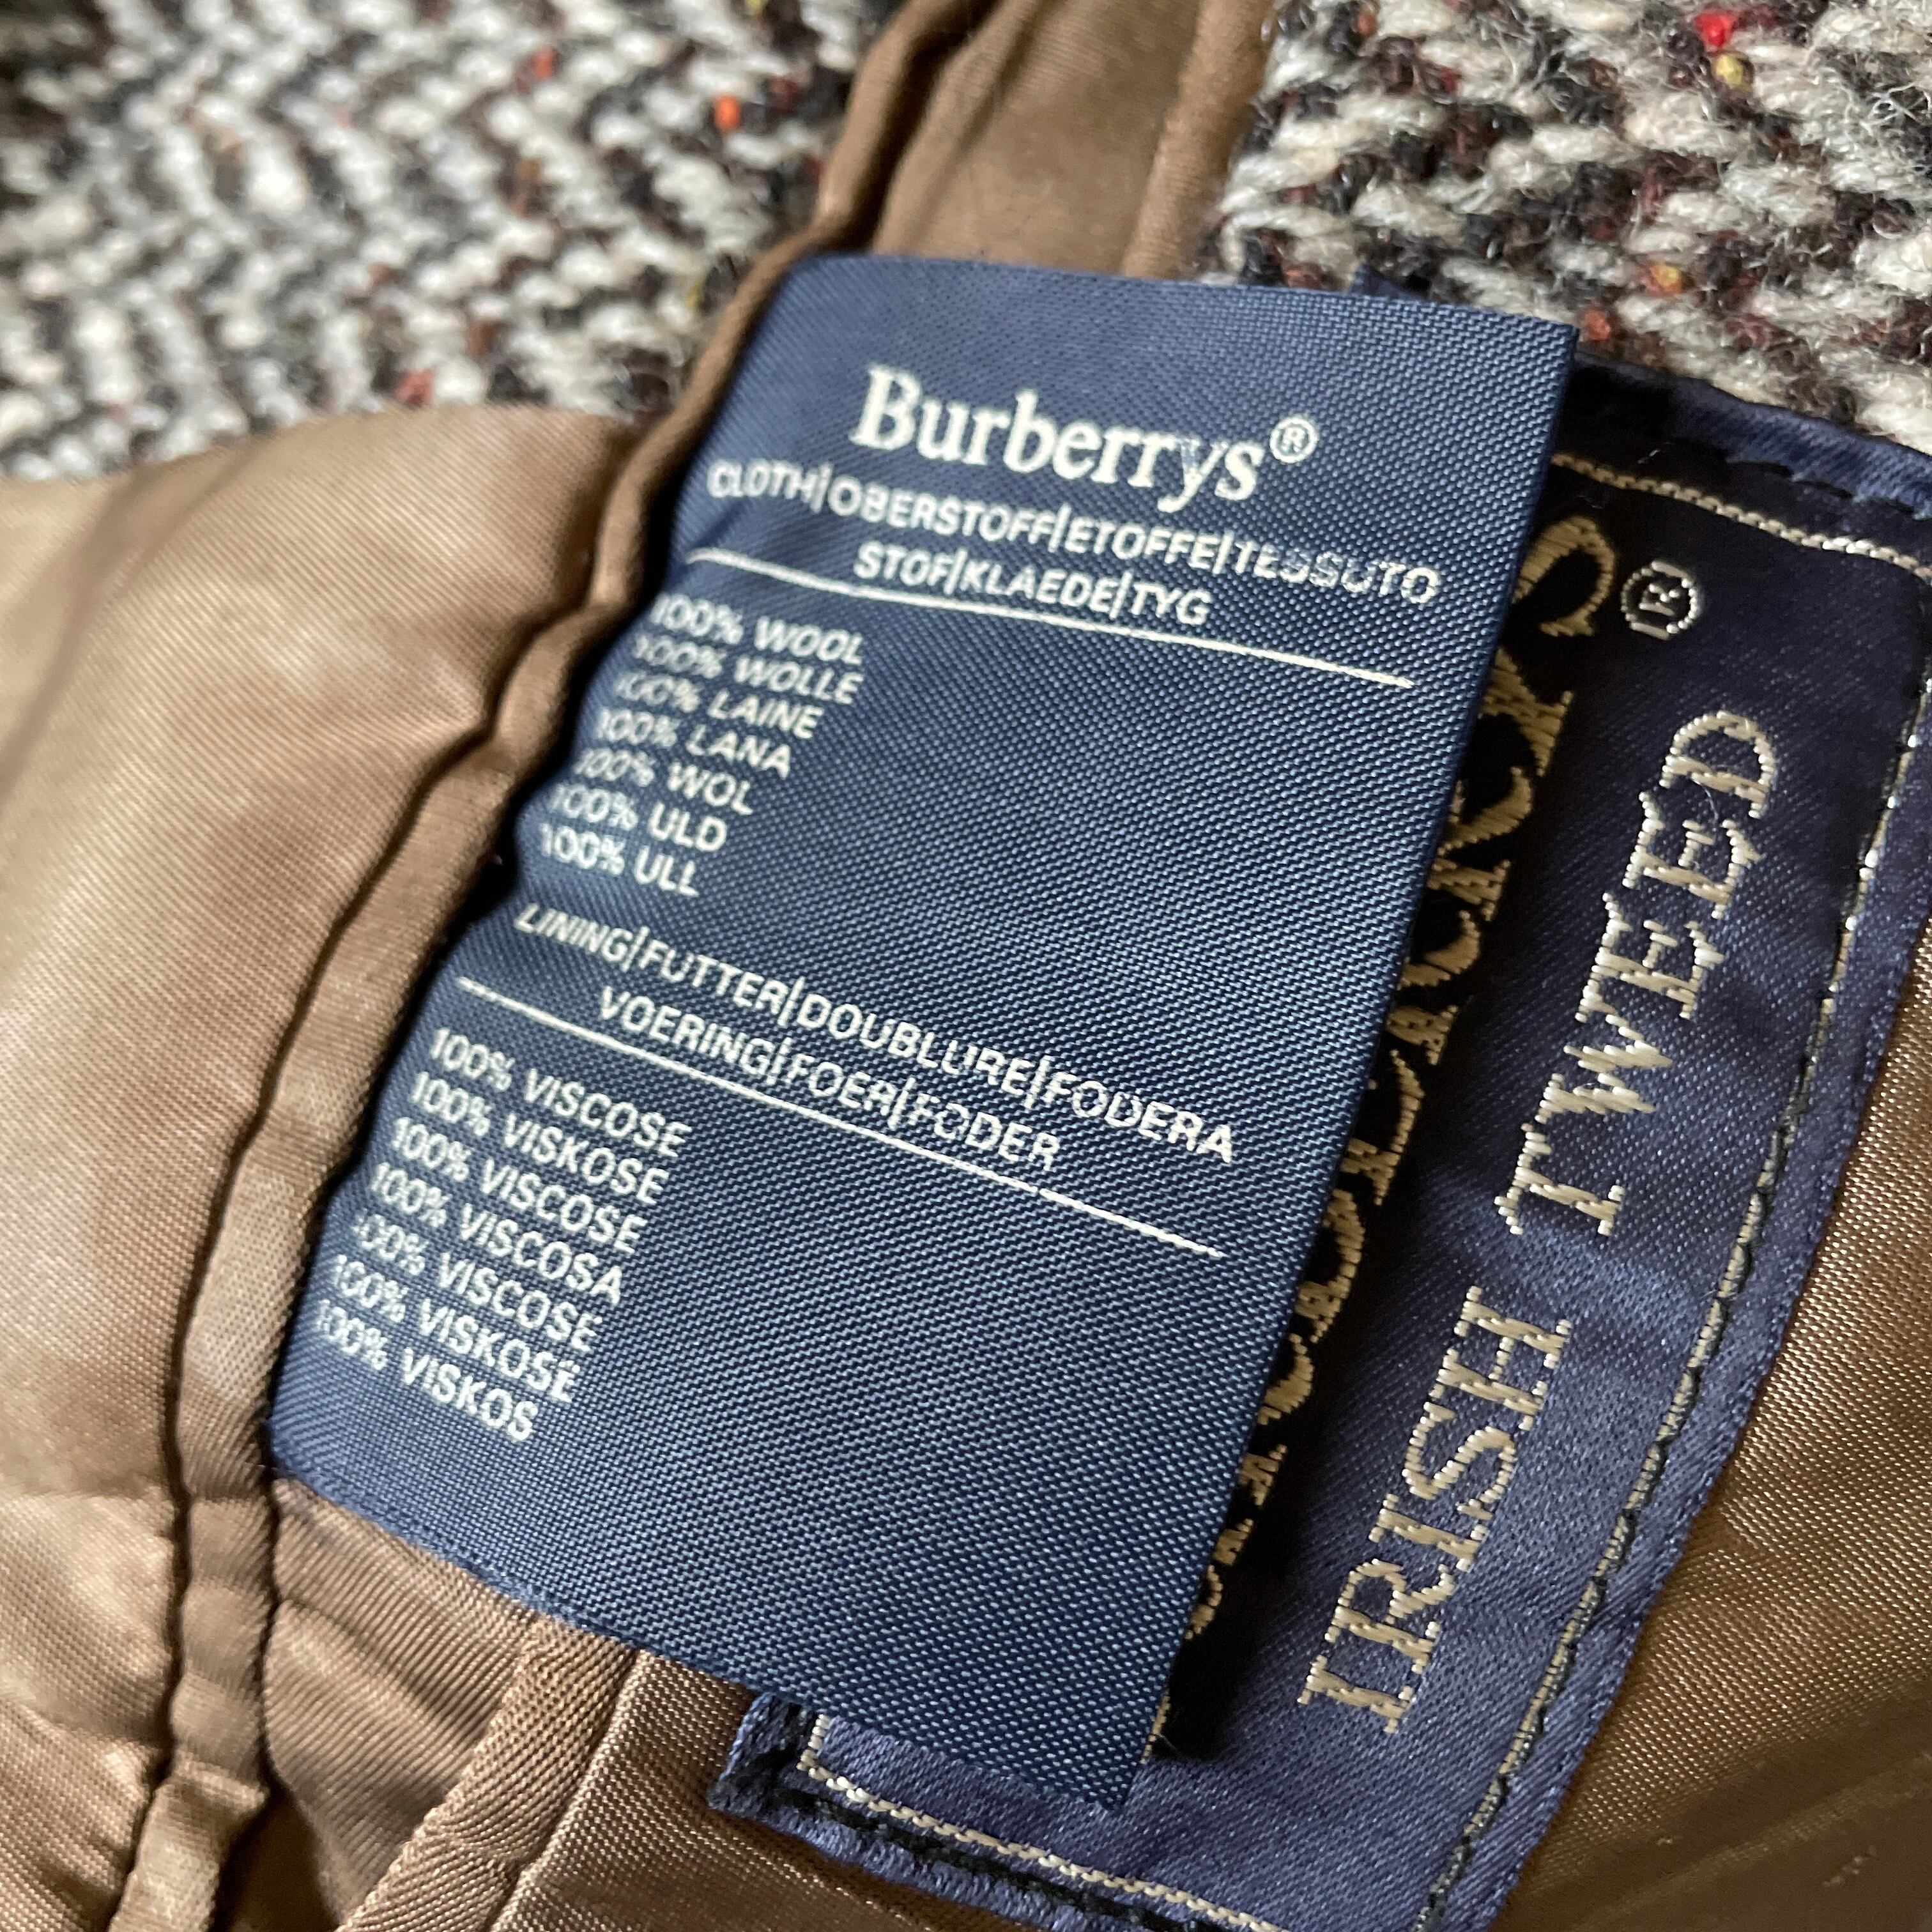 Burberrys®
CLOTH|OBERSTOFF|ETOFFE|TESSUTO
STOF|KLAEDE|TYG
100% WOOL
100% WOLLE
100% LAINE
100% LANA
100% WOL
100% ULD
100% ULL
LINING|FUTTER|DOUBLURE|FODERA
VOERING|FOER|FODER
100% VISCOSE
100% VISKOSE
100% VISCOSE
100% VISCOSA
100% VISCOSE
100% VISKOSE
100% VISKOS
®
IRISH TWEED